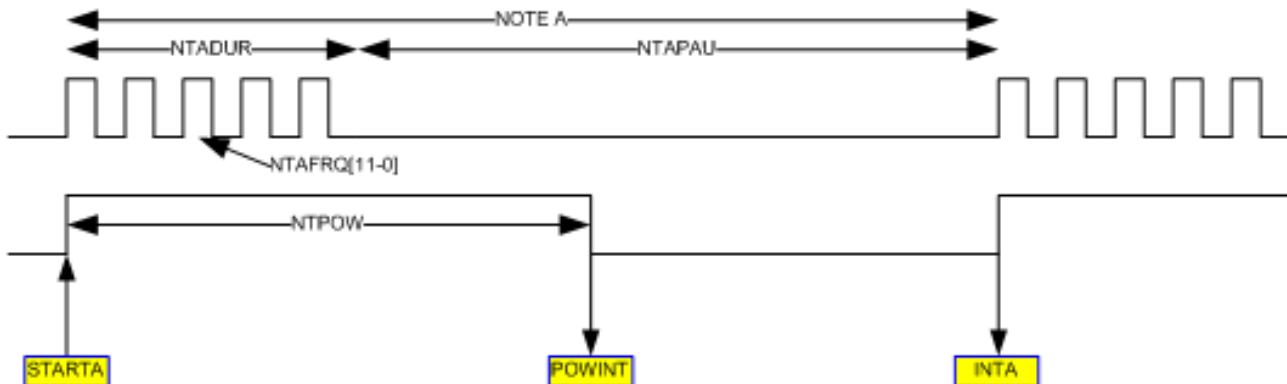 NOTE A
NTADUR
NTAPAU
NTAFRQ[11-0]
NTPOW
STARTA
POWINT
INTA